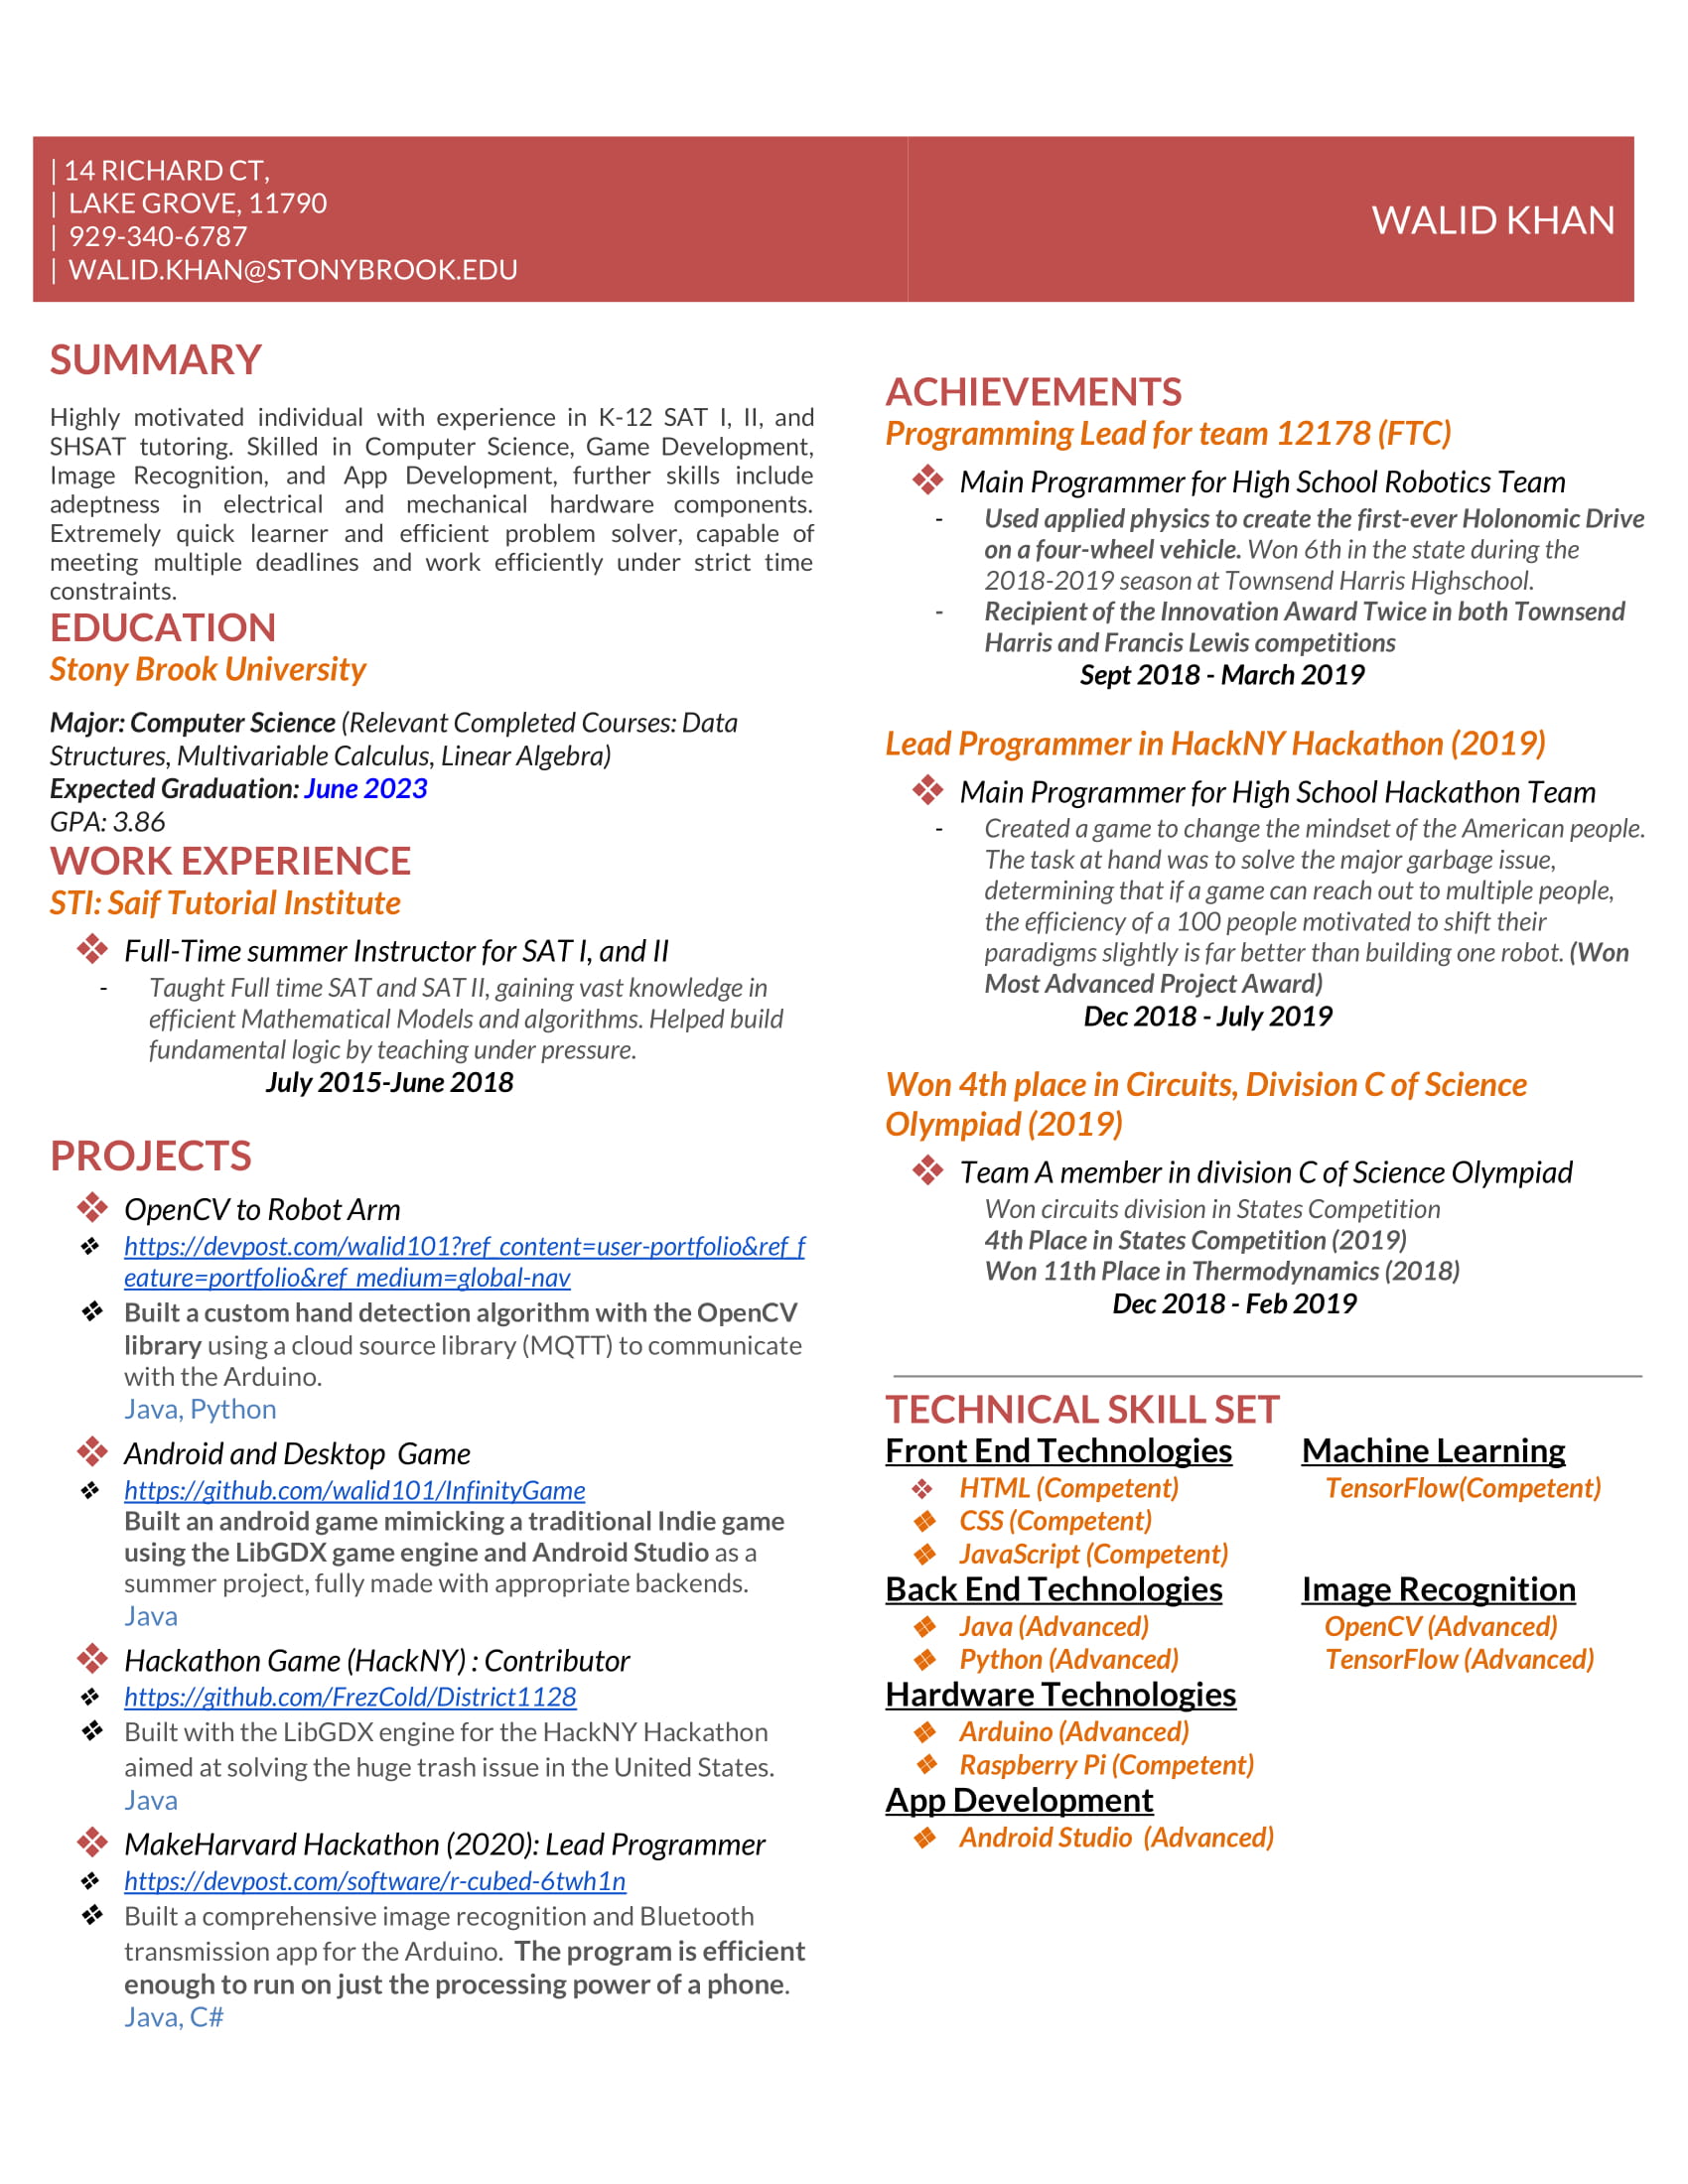 | 14 RICHARD CT,
| LAKE GROVE, 11790
| 929-340-6787
| WALID.KHAN@STONYBROOK.EDU
WALID KHAN
SUMMARY
Highly motivated individual with experience in K-12 SAT I, II, and
SHSAT tutoring. Skilled in Computer Science, Game Development,
Image Recognition, and App Development, further skills include
adeptness in electrical and mechanical hardware components.
Extremely quick learner and efficient problem solver, capable of
meeting multiple deadlines and work efficiently under strict time
constraints.
EDUCATION
Stony Brook University
Major: Computer Science (Relevant Completed Courses: Data
Structures, Multivariable Calculus, Linear Algebra)
Expected Graduation: June 2023
GPA: 3.86
WORK EXPERIENCE
STI: Saif Tutorial Institute
❖ Full-Time summer Instructor for SAT I, and II
- Taught Full time SAT and SAT II, gaining vast knowledge in
efficient Mathematical Models and algorithms. Helped build
fundamental logic by teaching under pressure.
July 2015-June 2018
PROJECTS
❖ OpenCV to Robot Arm
❖ https://devpost.com/walid101?ref_content=user-portfolio&ref_f
eature=portfolio&ref_medium=global-nav
❖ Built a custom hand detection algorithm with the OpenCV
library using a cloud source library (MQTT) to communicate
with the Arduino.
Java, Python
❖ Android and Desktop  Game
❖ https://github.com/walid101/InfinityGame
Built an android game mimicking a traditional Indie game
using the LibGDX game engine and Android Studio as a
summer project, fully made with appropriate backends.
Java
❖ Hackathon Game (HackNY) : Contributor
❖ https://github.com/FrezCold/District1128
❖ Built with the LibGDX engine for the HackNY Hackathon
aimed at solving the huge trash issue in the United States.
Java
❖ MakeHarvard Hackathon (2020): Lead Programmer
❖ https://devpost.com/software/r-cubed-6twh1n
❖ Built a comprehensive image recognition and Bluetooth
transmission app for the Arduino.  The program is efficient
enough to run on just the processing power of a phone.
Java, C#
ACHIEVEMENTS
Programming Lead for team 12178 (FTC)
❖ Main Programmer for High School Robotics Team
- Used applied physics to create the first-ever Holonomic Drive
on a four-wheel vehicle. Won 6th in the state during the
2018-2019 season at Townsend Harris Highschool.
- Recipient of the Innovation Award Twice in both Townsend
Harris and Francis Lewis competitions
Sept 2018 - March 2019
Lead Programmer in HackNY Hackathon (2019)
❖ Main Programmer for High School Hackathon Team
- Created a game to change the mindset of the American people.
The task at hand was to solve the major garbage issue,
determining that if a game can reach out to multiple people,
the efficiency of a 100 people motivated to shift their
paradigms slightly is far better than building one robot. (Won
Most Advanced Project Award)
Dec 2018 - July 2019
Won 4th place in Circuits, Division C of Science
Olympiad (2019)
❖ Team A member in division C of Science Olympiad
Won circuits division in States Competition
4th Place in States Competition (2019)
Won 11th Place in Thermodynamics (2018)
Dec 2018 - Feb 2019
TECHNICAL SKILL SET
Front End Technologies
❖ HTML (Competent)
❖ CSS (Competent)
❖ JavaScript (Competent)
Machine Learning
TensorFlow(Competent)
Back End Technologies
❖ Java (Advanced)
❖ Python (Advanced)
Image Recognition
OpenCV (Advanced)
TensorFlow (Advanced)
Hardware Technologies
❖ Arduino (Advanced)
❖ Raspberry Pi (Competent)
App Development
❖ Android Studio  (Advanced)